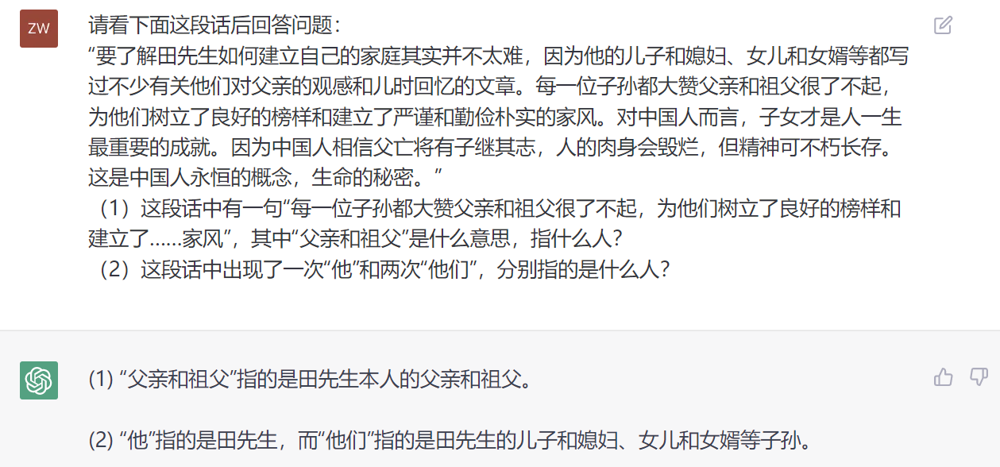 ZW
请看下面这段话后回答问题：
“要了解田先生如何建立自己的家庭其实并不太难，因为他的儿子和媳妇、女儿和女婿等都写
过不少有关他们对父亲的观感和儿时回忆的文章。每一位子孙都大赞父亲和祖父很了不起，
为他们树立了良好的榜样和建立了严谨和勤俭朴实的家风。对中国人而言，子女才是人一生
最重要的成就。因为中国人相信父亡将有子继其志，人的肉身会毁烂，但精神可不朽长存。
这是中国人永恒的概念，生命的秘密。”
（1）这段话中有一句“每一位子孙都大赞父亲和祖父很了不起，为他们树立了良好的榜样和
建立了……家风”，其中“父亲和祖父”是什么意思，指什么人？
（2）这段话中出现了一次“他”和两次“他们”，分别指的是什么人？
(1) “父亲和祖父”指的是田先生本人的父亲和祖父。
(2) “他”指的是田先生，而“他们”指的是田先生的儿子和媳妇、女儿和女婿等子孙。